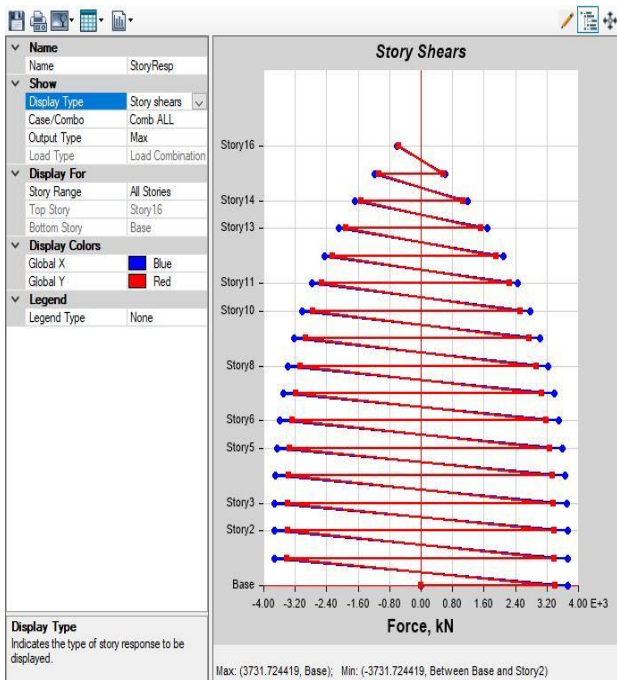 Name
Name StoryResp
Show
Display Type Story shears
Case/Combo Comb ALL
Output Type Max
Load Type Load Combination
Display For
Story Range All Stories
Top Story Story16
Bottom Story Base
Display Colors
Global X Blue
Global Y Red
Legend
Legend Type None
Display Type
Indicates the type of story response to be
displayed.
Story Shears
Story16
Story14
Story13
Story11
Story10
Story8
Story6
Story5
Story3
Story2
Base
-4.00 -3.20 -2.40 -1.60 -0.80 0.00 0.80 1.60 2.40 3.20 4.00 E+3
Force, kN
Max: (3731.724419, Base); Min: (-3731.724419, Between Base and Story2)